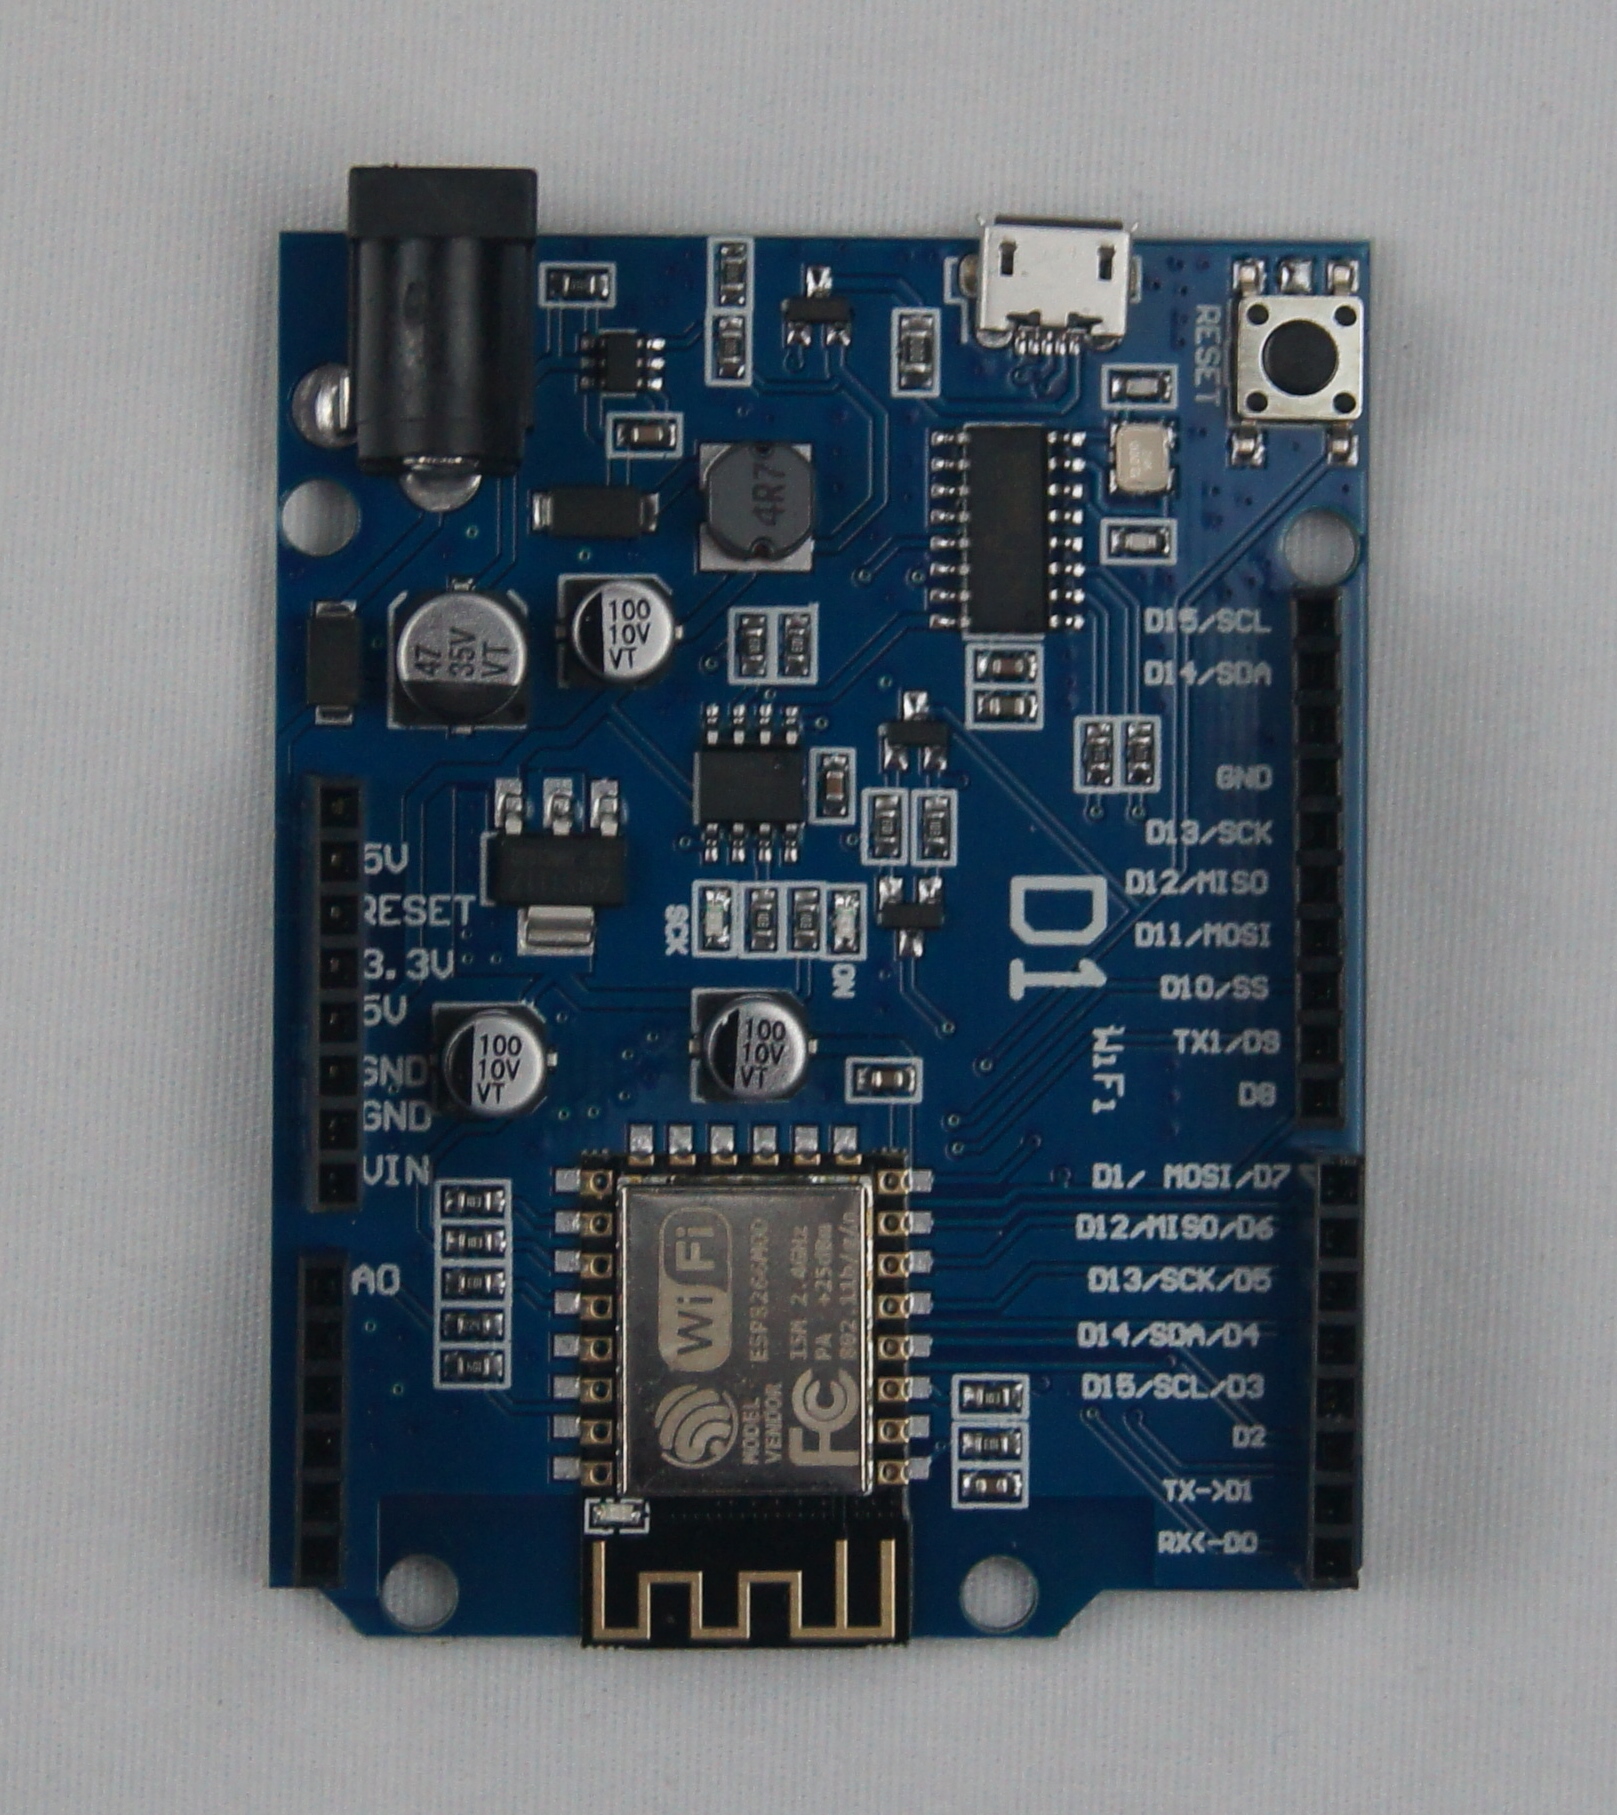 RESET
4R7
100
10V
VT
47
35V
VT
D15/SCL
D14/SDA
GND
D13/SCK
D12/MISO
D11/MOSI
D10/SS
TX1/D9
D8
5V
RESET
3.3V
5V
GND
GND
VIN
SCK
ON
D1
WiFi
100
10V
VT
100
10V
VT
A0
D1/ MOSI/D7
D12/MISO/D6
D13/SCK/D5
D14/SDA/D4
D15/SCL/D3
D2
TX->D1
RX<-D0
WiFi
MODEL ESP8266MOD
VENDOR
ISM 2.4GHz
PA +25dBm
802.11b/g/n
FC